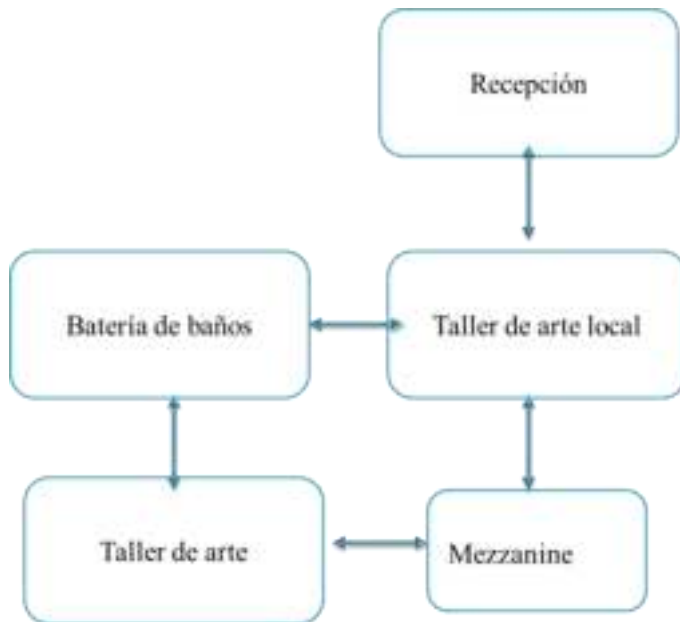 Recepción
Batería de baños
Taller de arte local
Taller de arte
Mezzanine